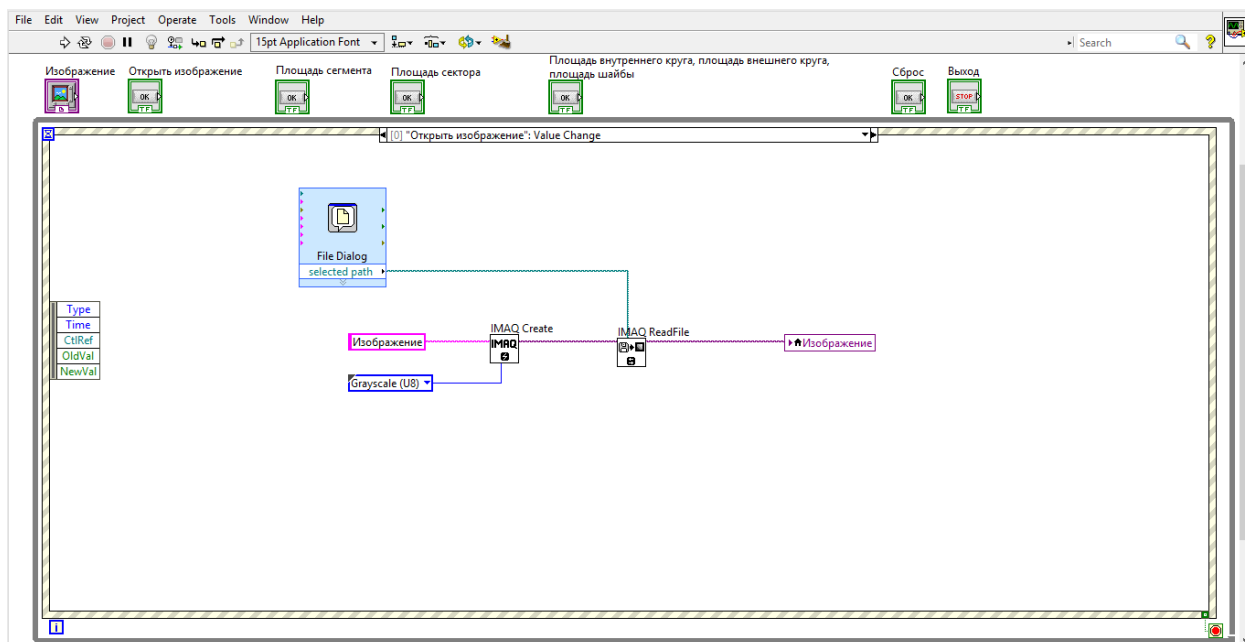 File Edit View Project Operate Tools Window Help
15pt Application Font
Search
Изображение
Открыть изображение
Площадь сегмента
Площадь сектора
Площадь внутреннего круга, площадь внешнего круга,
площадь шайбы
Сброс
Выход
OK
TF
OK
TF
OK
TF
OK
TF
OK
TF
STOP
TF
[0] "Открыть изображение": Value Change
File Dialog
selected path
Type
Time
CtlRef
OldVal
NewVal
Изображение
IMAQ Create
IMAQ
IMAQ ReadFile
Изображение
Grayscale (U8)
i